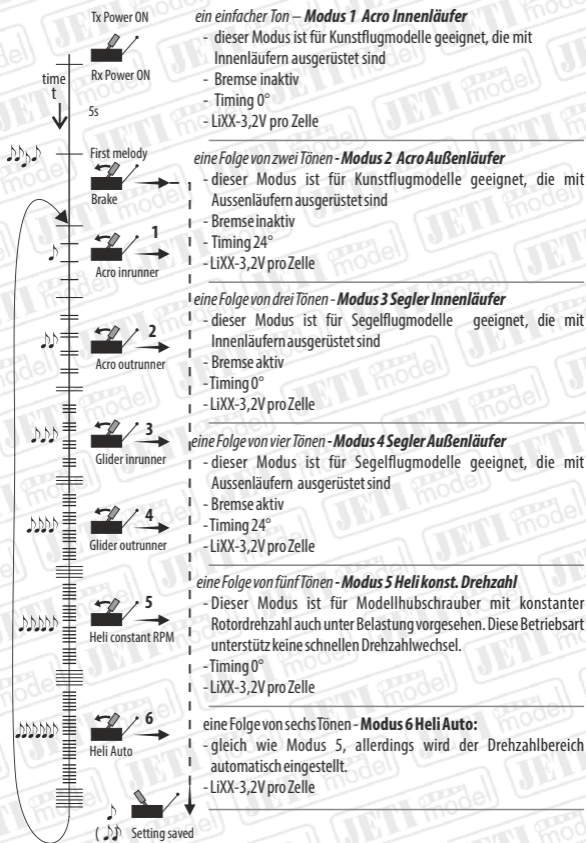 Tx Power ON
Rx Power ON
time
t
5s
First melody
Brake
1
Acro inrunner
2
Acro outrunner
3
Glider inrunner
4
Glider outrunner
5
Heli constant RPM
6
Heli Auto
( Setting saved
ein einfacher Ton – Modus 1 Acro Innenläufer
- dieser Modus ist für Kunstflugmodelle geeignet, die mit
Innenläufern ausgerüstet sind
- Bremse inaktiv
- Timing 0°
- LiXX-3,2V pro Zelle
eine Folge von zwei Tönen - Modus 2 Acro Außenläufer
- dieser Modus ist für Kunstflugmodelle geeignet, die mit
Aussenläufern ausgerüstet sind
- Bremse inaktiv
- Timing 24°
- LiXX-3,2V pro Zelle
eine Folge von drei Tönen - Modus 3 Segler Innenläufer
- dieser Modus ist für Segelflugmodelle geeignet, die mit
Innenläufern ausgerüstet sind
- Bremse aktiv
- Timing 0°
- LiXX-3,2V pro Zelle
eine Folge von vier Tönen - Modus 4 Segler Außenläufer
- dieser Modus ist für Segelflugmodelle geeignet, die mit
Aussenläufern ausgerüstet sind
- Bremse aktiv
- Timing 24°
- LiXX-3,2V pro Zelle
eine Folge von fünf Tönen - Modus 5 Heli konst. Drehzahl
- Dieser Modus ist für Modellhubschrauber mit konstanter
Rotordrehzahl auch unter Belastung vorgesehen. Diese Betriebsart
unterstütz keine schnellen Drehzahlwechsel.
- Timing 0°
- LiXX-3,2V pro Zelle
eine Folge von sechs Tönen - Modus 6 Heli Auto:
- gleich wie Modus 5, allerdings wird der Drehzahlbereich
automatisch eingestellt.
- LiXX-3,2V pro Zelle
JETI model